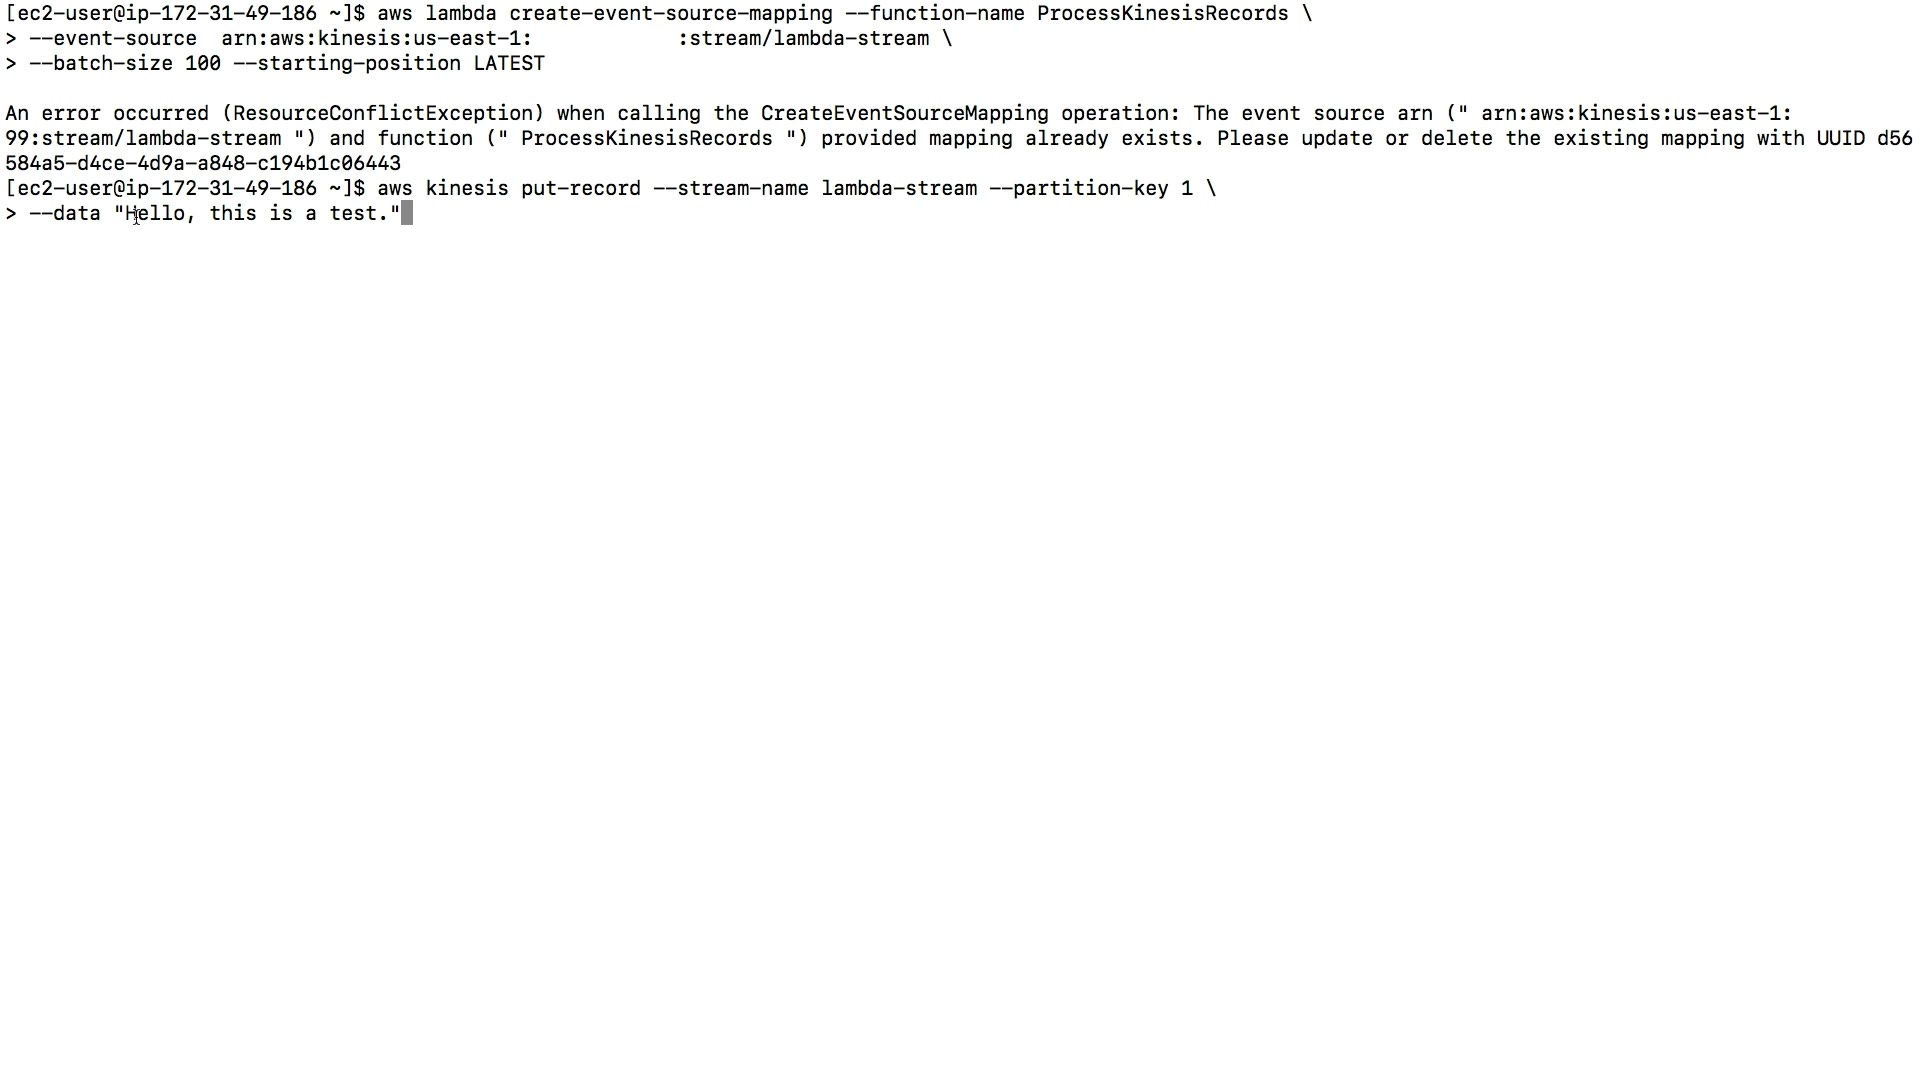 [ec2-user@ip-172-31-49-186 ~]$ aws lambda create-event-source-mapping --function-name ProcessKinesisRecords \
> --event-source  arn:aws:kinesis:us-east-1:            :stream/lambda-stream \
> --batch-size 100 --starting-position LATEST
An error occurred (ResourceConflictException) when calling the CreateEventSourceMapping operation: The event source arn (" arn:aws:kinesis:us-east-1:
99:stream/lambda-stream ") and function (" ProcessKinesisRecords ") provided mapping already exists. Please update or delete the existing mapping with UUID d56
584a5-d4ce-4d9a-a848-c194b1c06443
[ec2-user@ip-172-31-49-186 ~]$ aws kinesis put-record --stream-name lambda-stream --partition-key 1 \
> --data "Hello, this is a test."